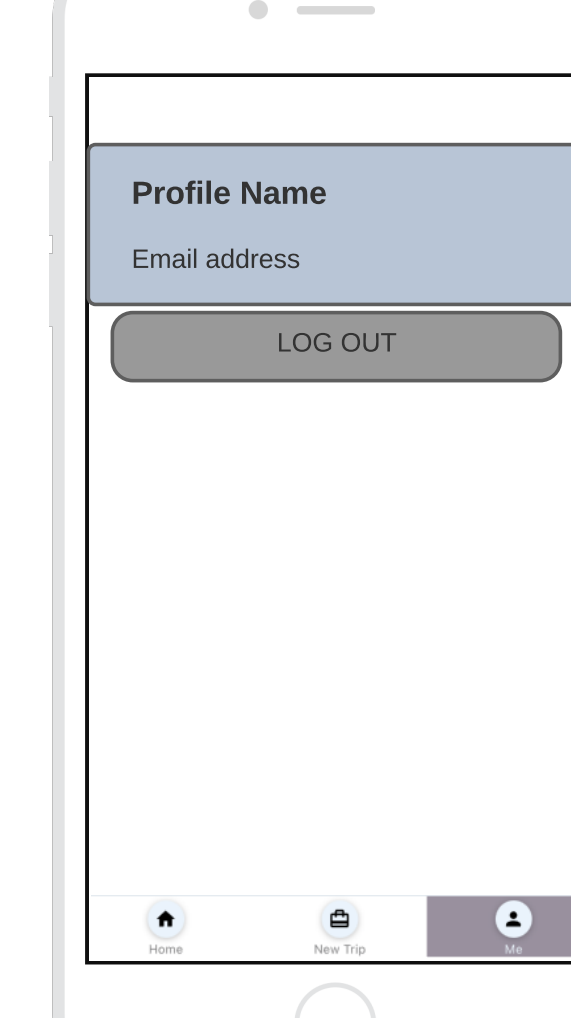 Profile Name
Email address
LOG OUT
Home
New Trip
Me